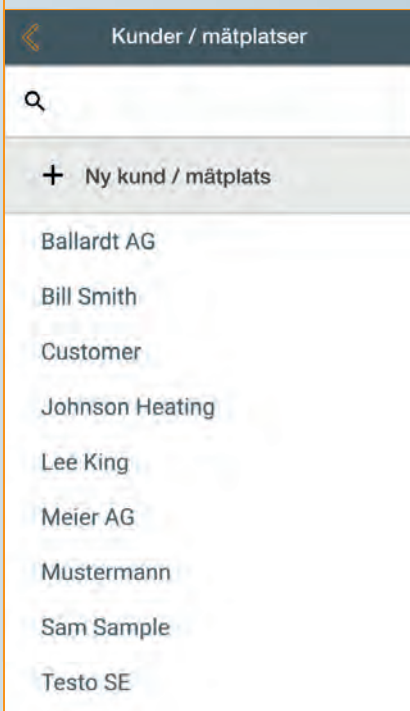 Kunder / mätplatser
Ny kund / mätplats
Ballardt AG
Bill Smith
Customer
Johnson Heating
Lee King
Meier AG
Mustermann
Sam Sample
Testo SE